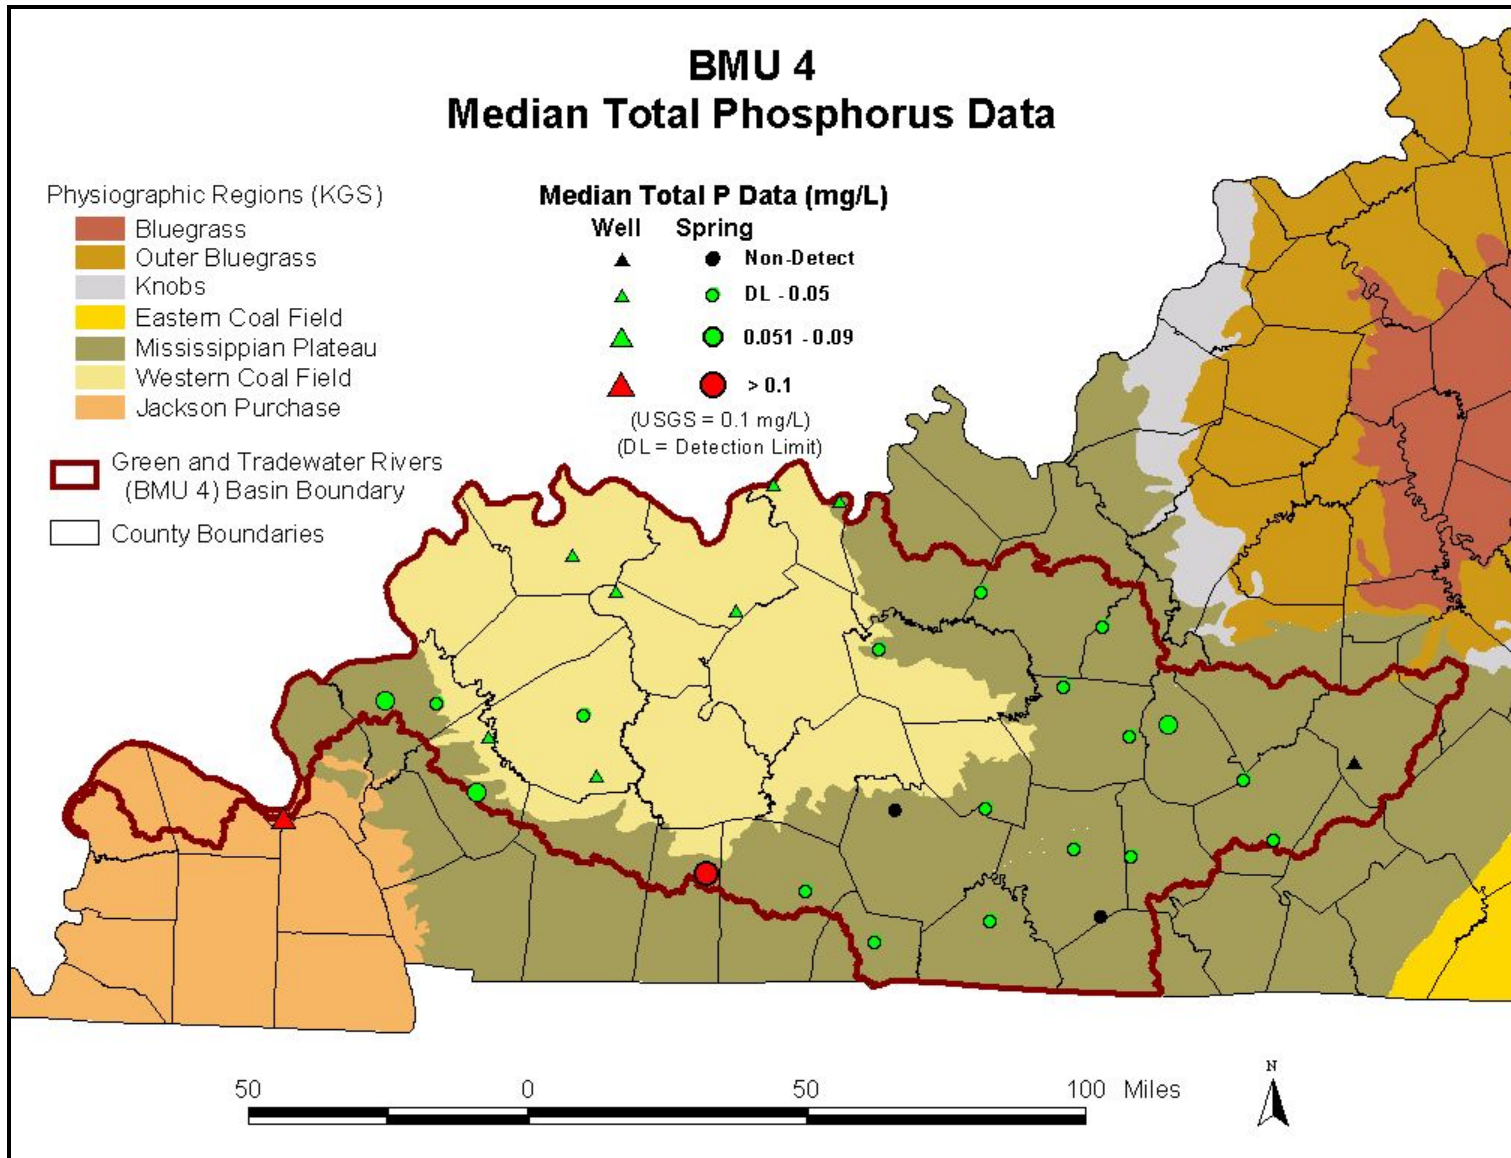 BMU 4
Median Total Phosphorus Data
Physiographic Regions (KGS)
Bluegrass
Outer Bluegrass
Knobs
Eastern Coal Field
Mississippian Plateau
Western Coal Field
Jackson Purchase
Green and Tradewater Rivers
(BMU 4) Basin Boundary
County Boundaries
Median Total P Data (mg/L)
Well Spring
Non-Detect
DL - 0.05
0.051 - 0.09
> 0.1
(USGS = 0.1 mg/L)
(DL = Detection Limit)
50 0 50 100 Miles
N